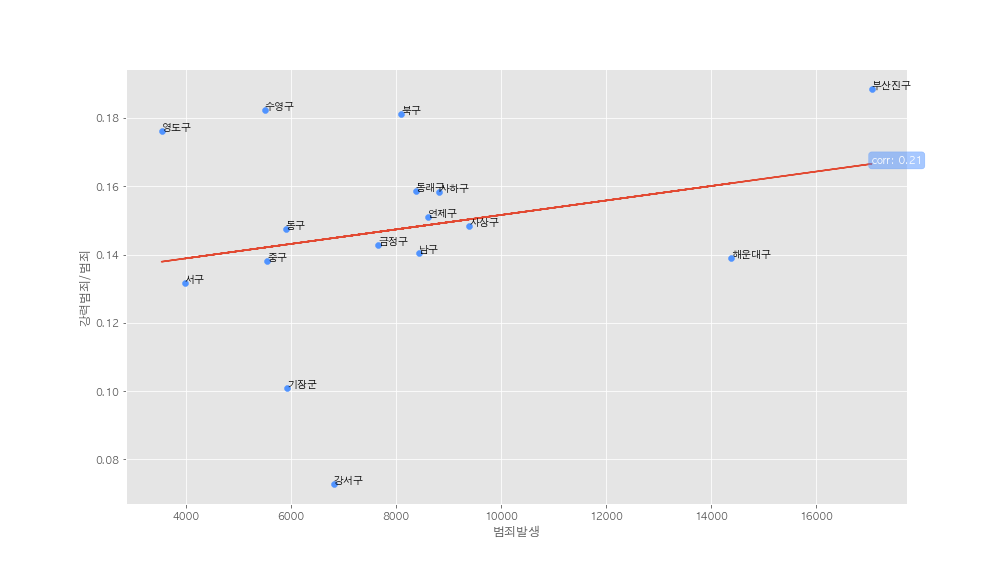 부산진구
수영구
북구
0.18
영도구
corr: 0.21
0.16
동래구
사하구
연제구
사상구
동구
금정구
0.14
남구
해운대구
중구
서구
강력범죄/범죄
0.12
기장군
0.10
강서구
0.08
4000 6000 8000 10000 12000 14000 16000
범죄발생